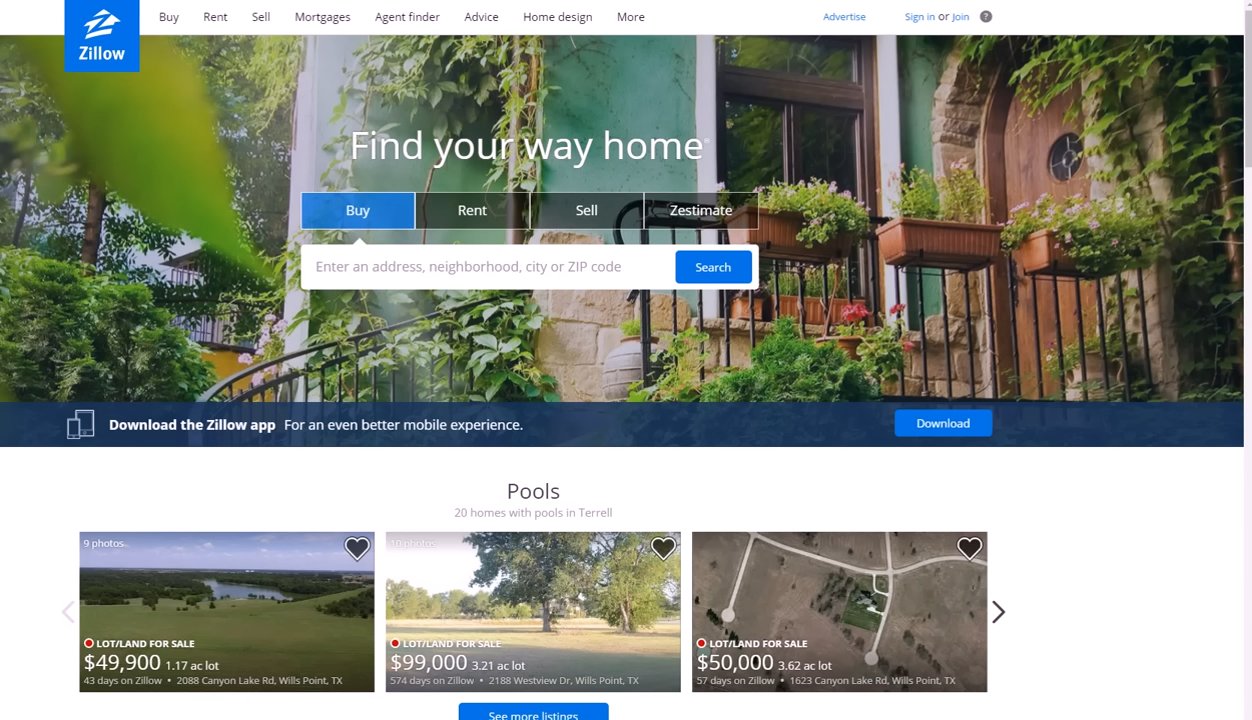 Zillow
Buy Rent Sell Mortgages Agent finder Advice Home design More Advertise Sign in or Join ?
Find your way home®
Buy Rent Sell Zestimate
Enter an address, neighborhood, city or ZIP code Search
Download the Zillow app For an even better mobile experience. Download
Pools
20 homes with pools in Terrell
9 photos
LOT/LAND FOR SALE
$49,900 1.17 ac lot
43 days on Zillow • 2088 Canyon Lake Rd, Wills Point, TX
10 photos
LOT/LAND FOR SALE
$99,000 3.21 ac lot
574 days on Zillow • 2188 Westview Dr, Wills Point, TX
LOT/LAND FOR SALE
$50,000 3.62 ac lot
57 days on Zillow • 1623 Canyon Lake Rd, Wills Point, TX
See more listings